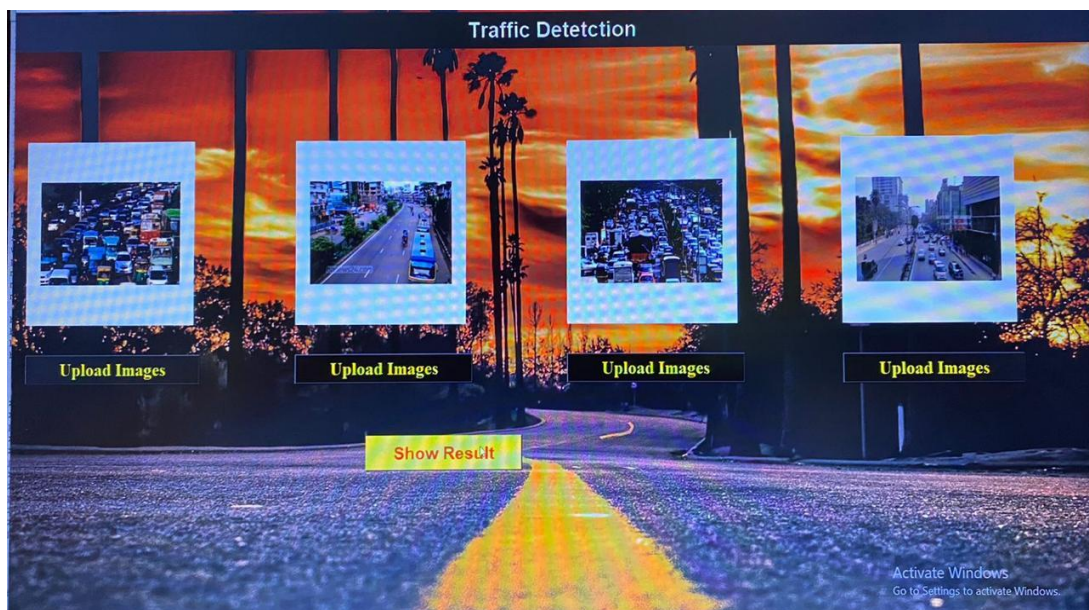 Traffic Detetction
Upload Images
Upload Images
Upload Images
Upload Images
Show Result
Activate Windows
Go to Settings to activate Windows.